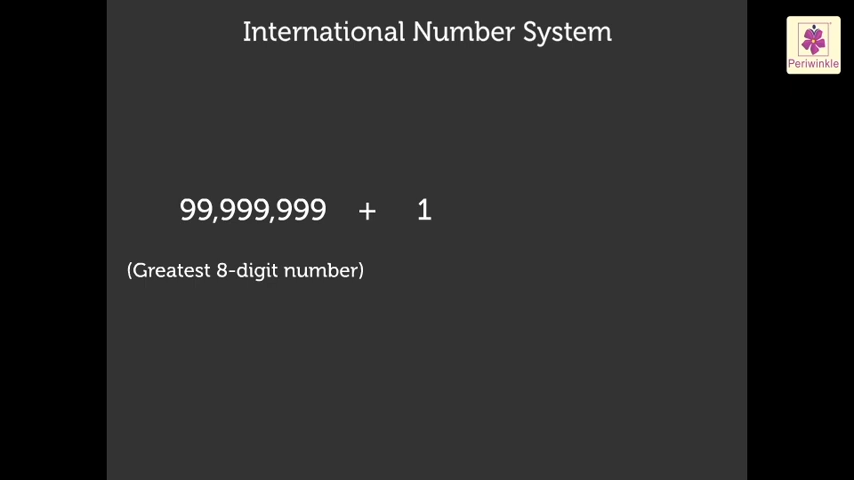 International Number System
Periwinkle
99,999,999 + 1
(Greatest 8-digit number)